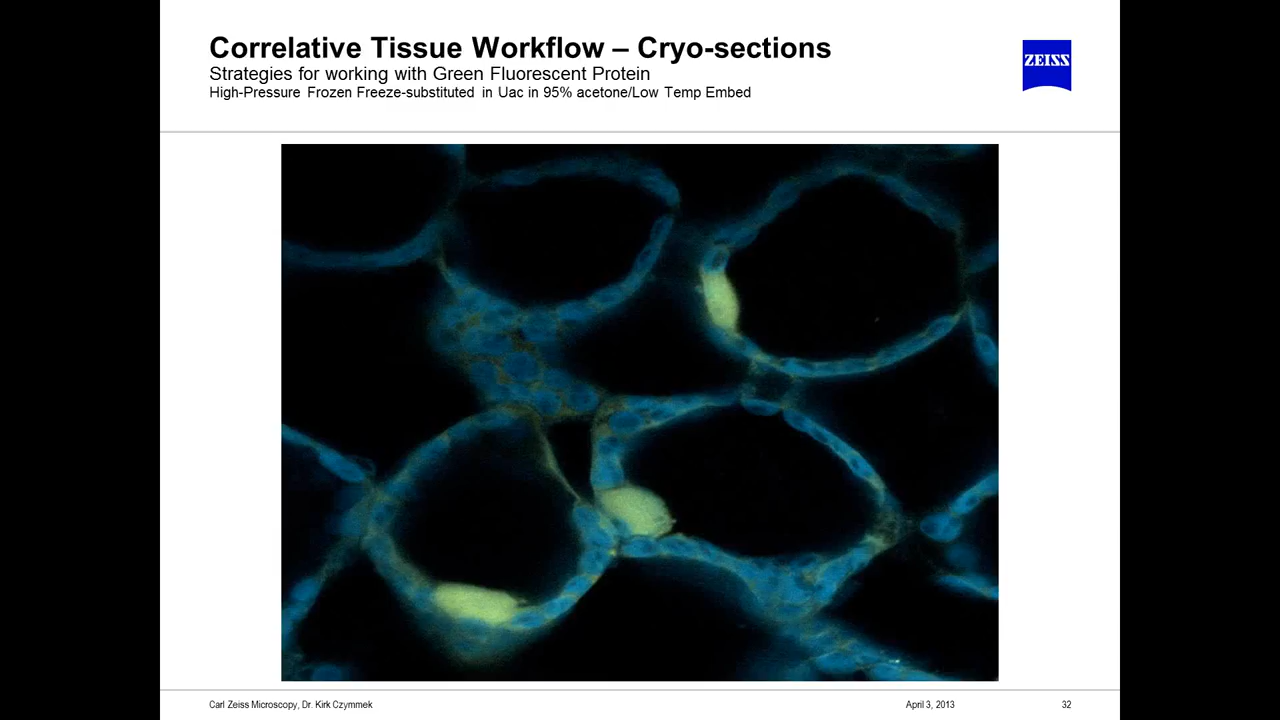 Correlative Tissue Workflow – Cryo-sections
Strategies for working with Green Fluorescent Protein
High-Pressure Frozen Freeze-substituted in Uac in 95% acetone/Low Temp Embed
ZEISS
Carl Zeiss Microscopy, Dr. Kirk Czymmek
April 3, 2013
32